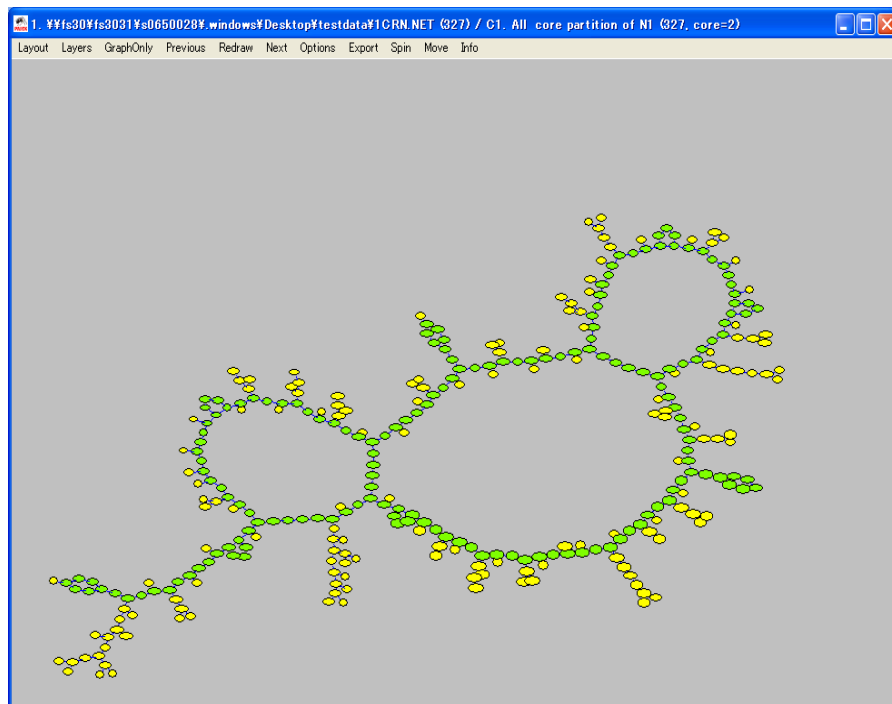 1. ¥¥fs30¥fs3031¥s0650028¥.windows¥Desktop¥testdata¥1CRN.NET (327) / C1. All core partition of N1 (327, core=2)
Layout Layers GraphOnly Previous Redraw Next Options Export Spin Move Info